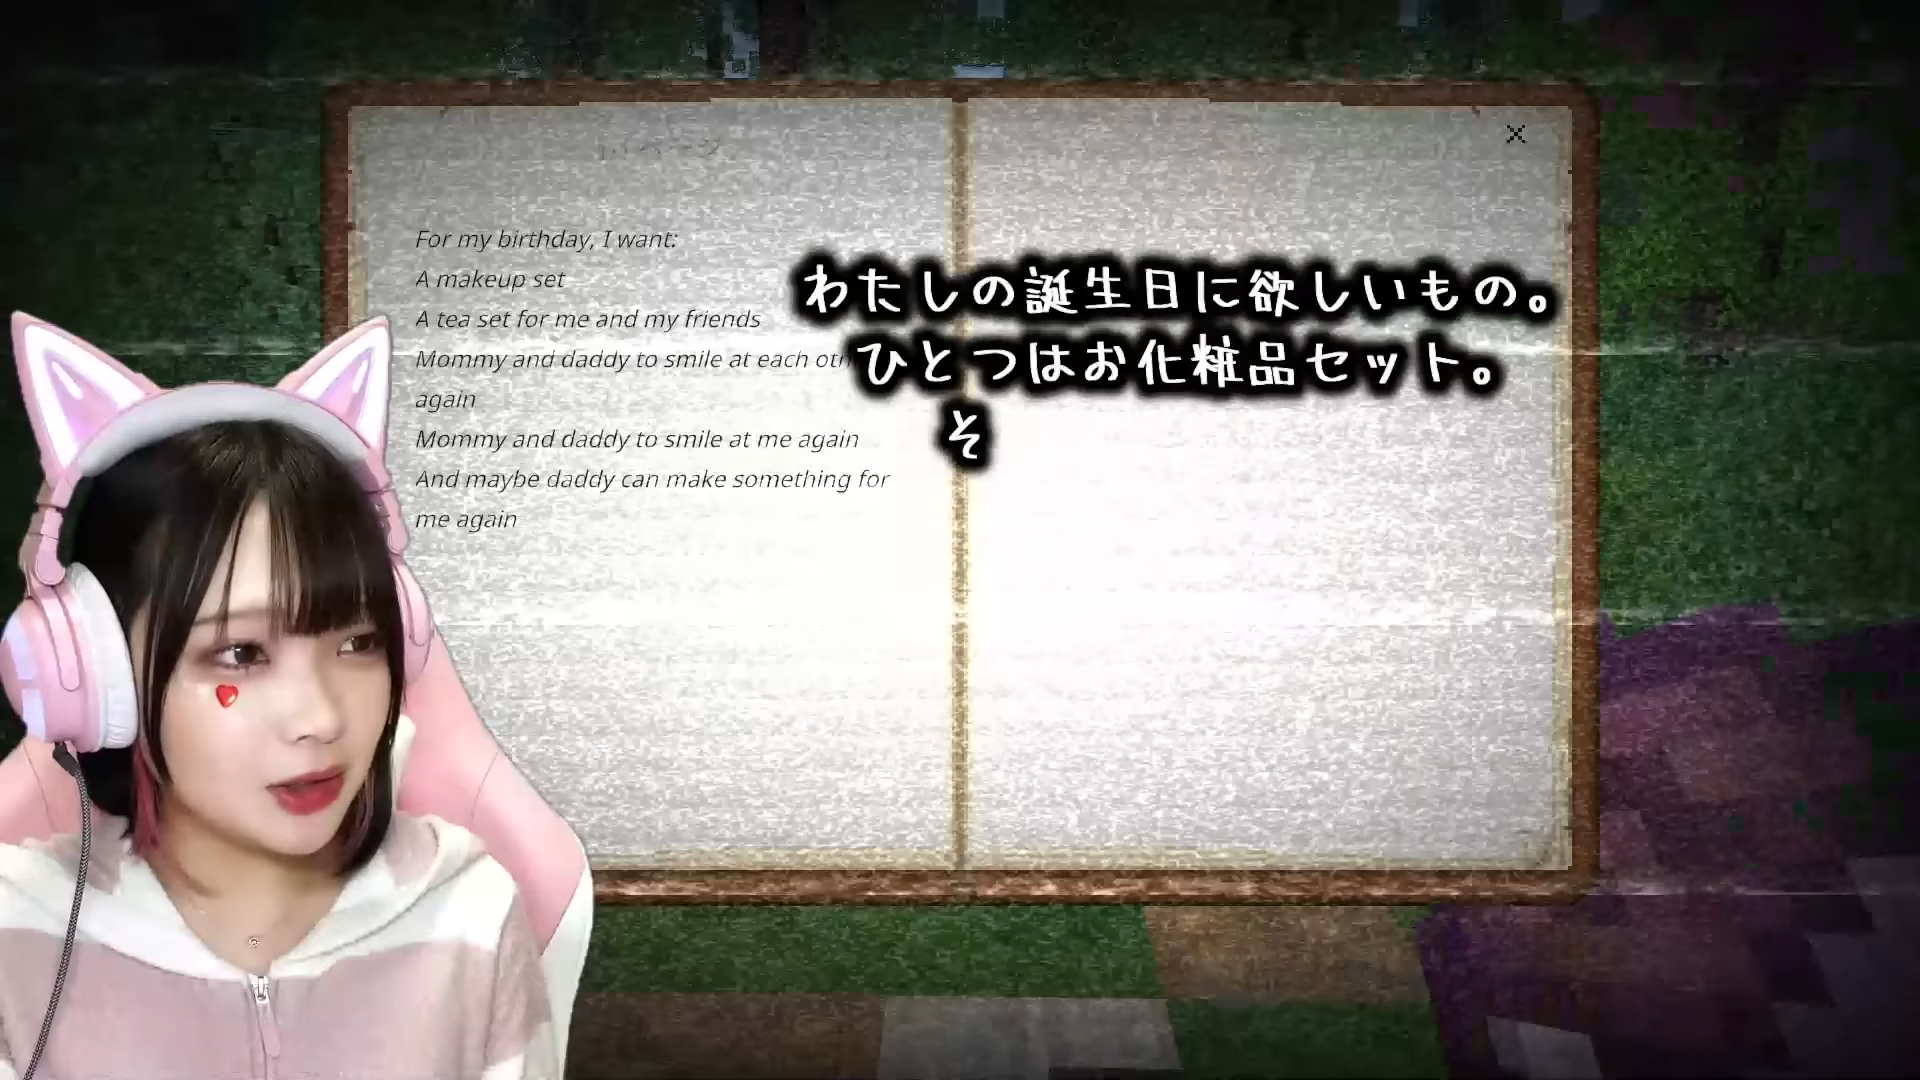 For my birthday, I want:
A makeup set
A tea set for me and my friends
Mommy and daddy to smile at each oth
again
Mommy and daddy to smile at me again
And maybe daddy can make something for
me again
わたしの誕生日に欲しいもの。
ひとつはお化粧品セット。
そ